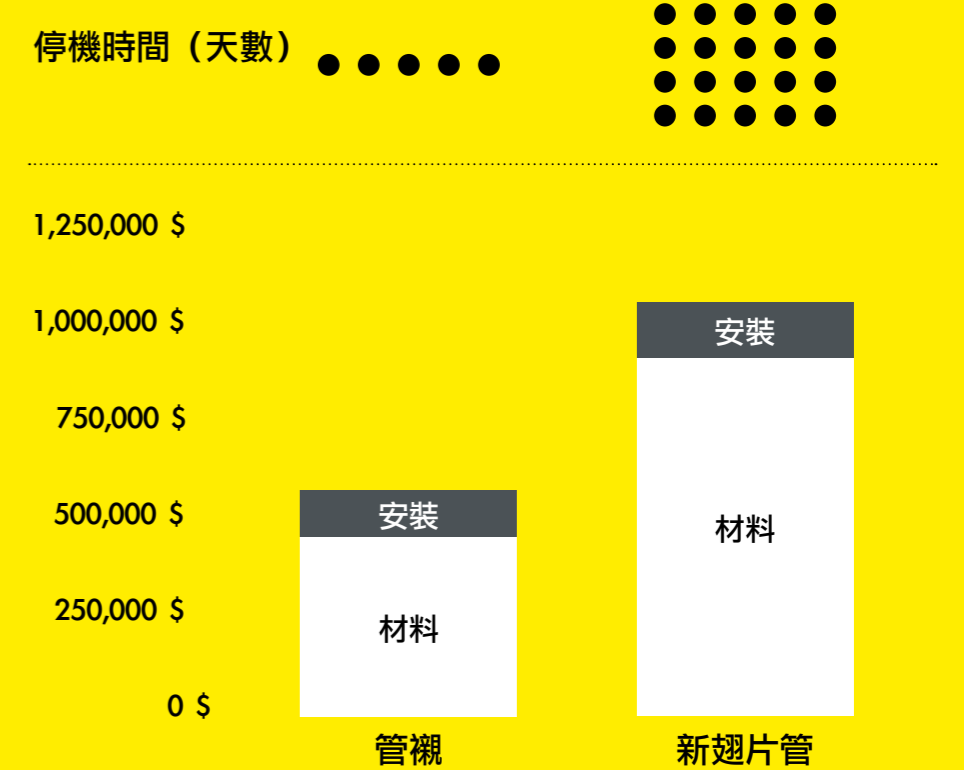 停機時間（天數）
1,250,000 $
1,000,000 $
安裝
750,000 $
500,000 $
安裝
材料
250,000 $
材料
0 $
管襯
新翅片管